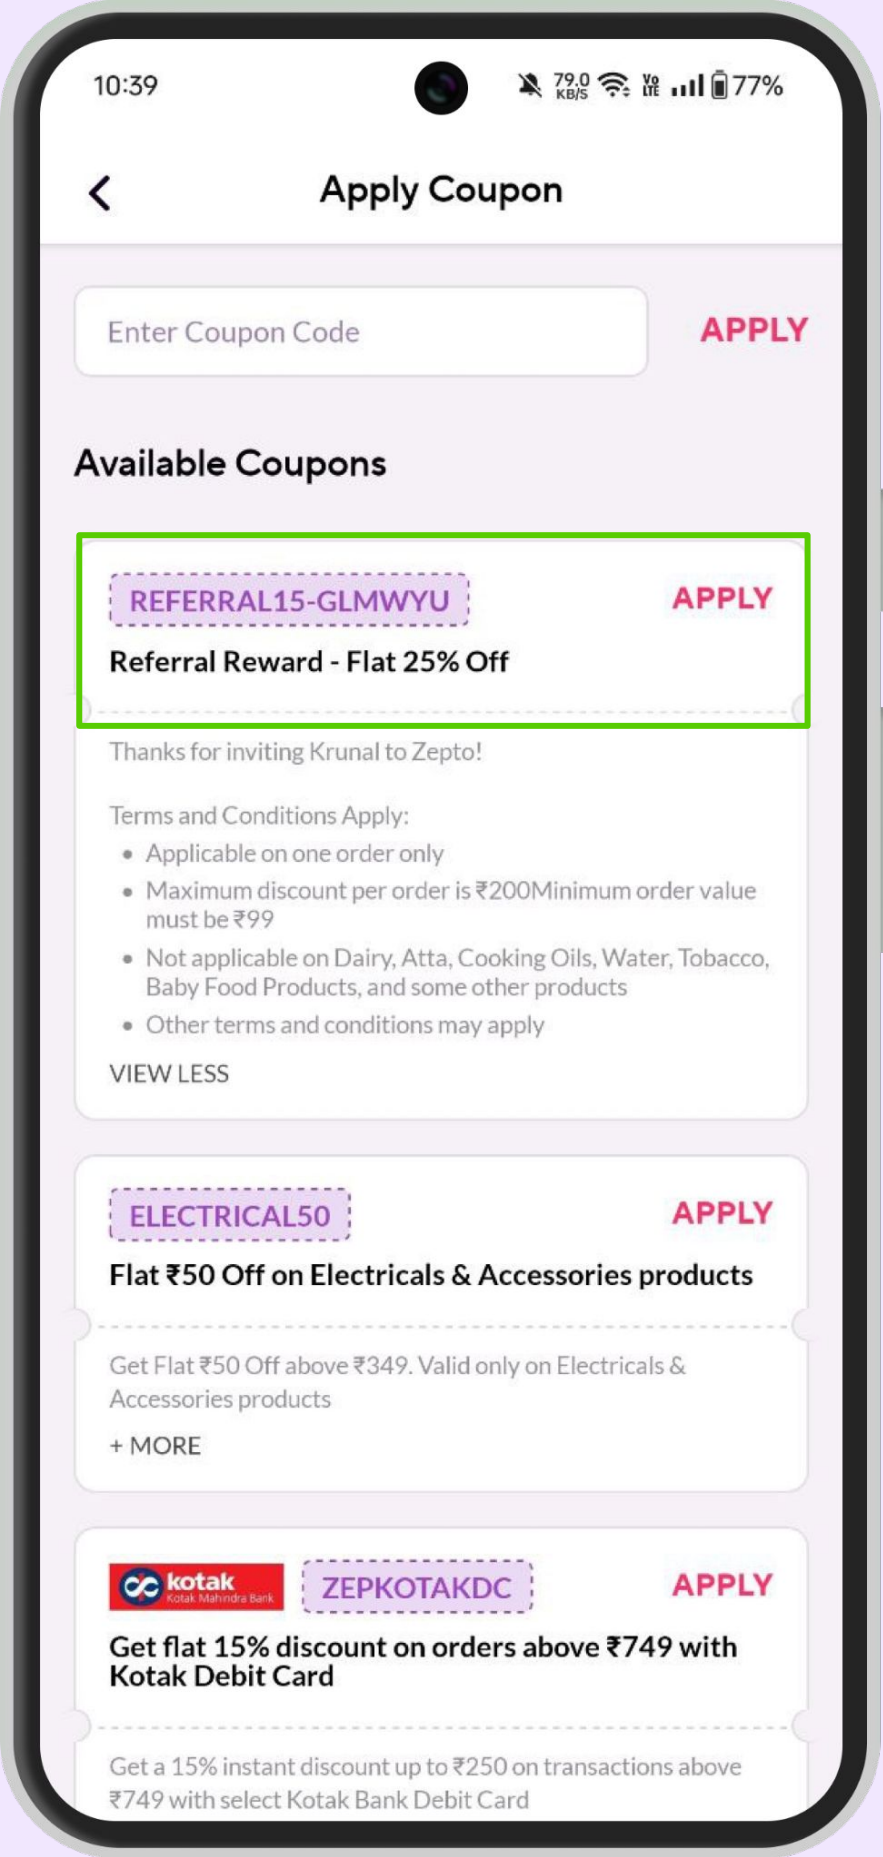 10:39
79.0 KB/S Vo LTE 77%
Apply Coupon
Enter Coupon Code
APPLY
Available Coupons
REFERRAL15-GLMWYU
APPLY
Referral Reward - Flat 25% Off
Thanks for inviting Krunal to Zepto!
Terms and Conditions Apply:
• Applicable on one order only
• Maximum discount per order is ₹200Minimum order value
must be ₹99
• Not applicable on Dairy, Atta, Cooking Oils, Water, Tobacco,
Baby Food Products, and some other products
• Other terms and conditions may apply
VIEW LESS
ELECTRICAL50
APPLY
Flat ₹50 Off on Electricals & Accessories products
Get Flat ₹50 Off above ₹349. Valid only on Electricals &
Accessories products
+ MORE
kotak
Kotak Mahindra Bank
ZEPKOTAKDC
APPLY
Get flat 15% discount on orders above ₹749 with
Kotak Debit Card
Get a 15% instant discount up to ₹250 on transactions above
₹749 with select Kotak Bank Debit Card